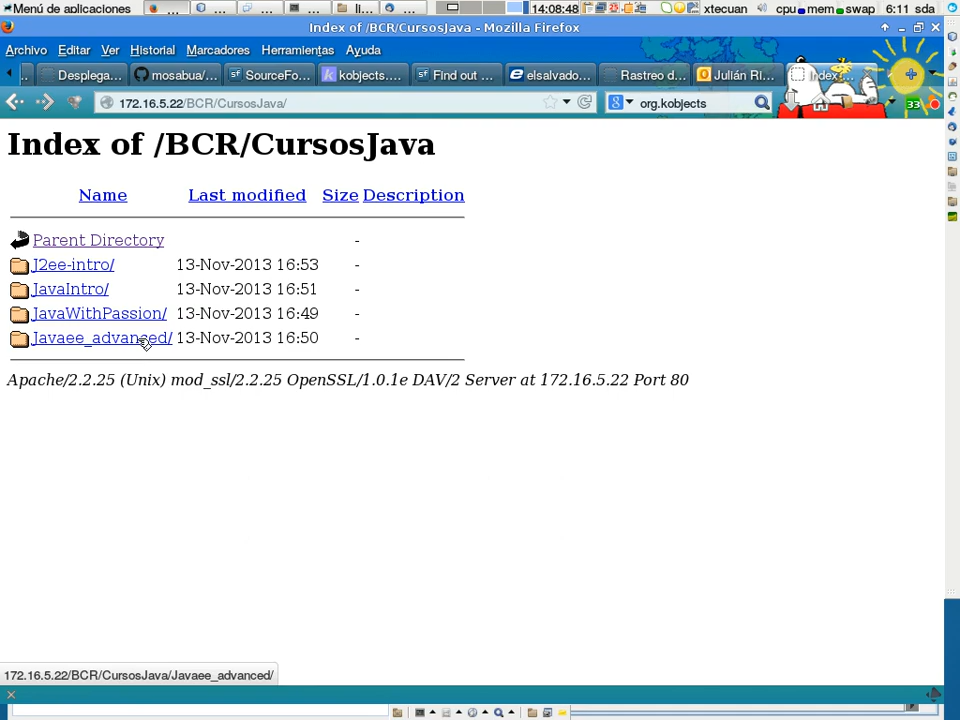 Menú de aplicaciones ... ... ... ... li... ... 14:08:48 xtecuan cpu mem swap 6:11 sda
Index of /BCR/CursosJava - Mozilla Firefox
Archivo Editar Ver Historial Marcadores Herramientas Ayuda
Desplega... mosabua/... SourceFo... kobjects.... Find out ... elsalvado... Rastreo d... Julián Ri... Index...
172.16.5.22/BCR/CursosJava/ org.kobjects 33
Index of /BCR/CursosJava
Name Last modified Size Description
Parent Directory -
J2ee-intro/ 13-Nov-2013 16:53 -
JavaIntro/ 13-Nov-2013 16:51 -
JavaWithPassion/ 13-Nov-2013 16:49 -
Javaee_advanced/ 13-Nov-2013 16:50 -
Apache/2.2.25 (Unix) mod_ssl/2.2.25 OpenSSL/1.0.1e DAV/2 Server at 172.16.5.22 Port 80
172.16.5.22/BCR/CursosJava/Javaee_advanced/